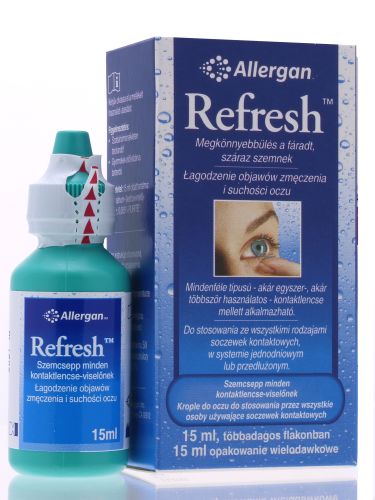 Allergan
Refresh™
Megkönnyebbülés a fáradt,
száraz szemnek
Łagodzenie objawów zmęczenia
i suchości oczu
Mindenféle típusú - akár egyszer-, akár
többször használatos - kontaktlencse
mellett alkalmazható.
Do stosowania ze wszystkimi rodzajami
soczewek kontaktowych,
w systemie jednodniowym
lub przedłużonym.
Szemcsepp minden
kontaktlencse-viselőnek
Krople do oczu do stosowania przez wszystkie
osoby używające soczewek kontaktowych
15 ml, többadagos flakonban
15 ml opakowanie wielodawkowe
Allergan
Refresh™
Szemcsepp minden
kontaktlencse-viselőnek
Łagodzenie objawów
zmęczenia i suchości oczu
15ml